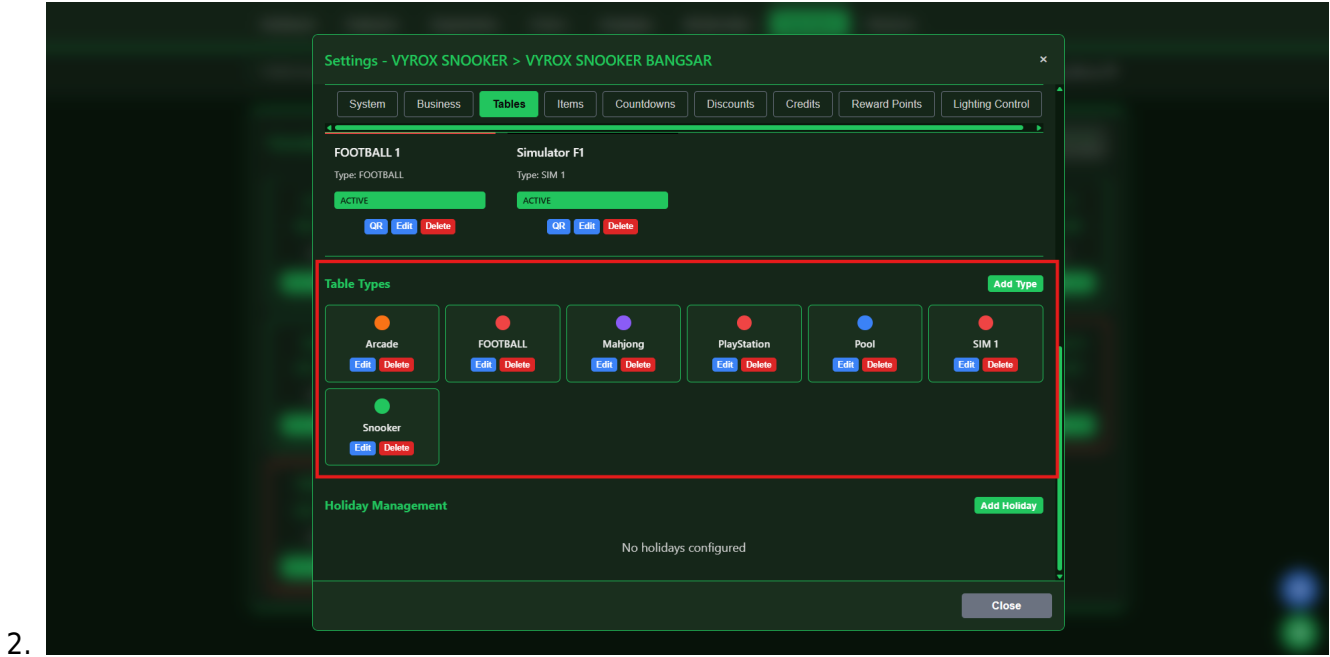 Settings - VYROX SNOOKER > VYROX SNOOKER BANGSAR ×
System Business Tables Items Countdowns Discounts Credits Reward Points Lighting Control
FOOTBALL 1 Simulator F1
Type: FOOTBALL Type: SIM 1
ACTIVE ACTIVE
QR Edit Delete QR Edit Delete
Table Types Add Type
Arcade FOOTBALL Mahjong PlayStation Pool SIM 1
Edit Delete Edit Delete Edit Delete Edit Delete Edit Delete Edit Delete
Snooker
Edit Delete
Holiday Management Add Holiday
No holidays configured
Close
2.